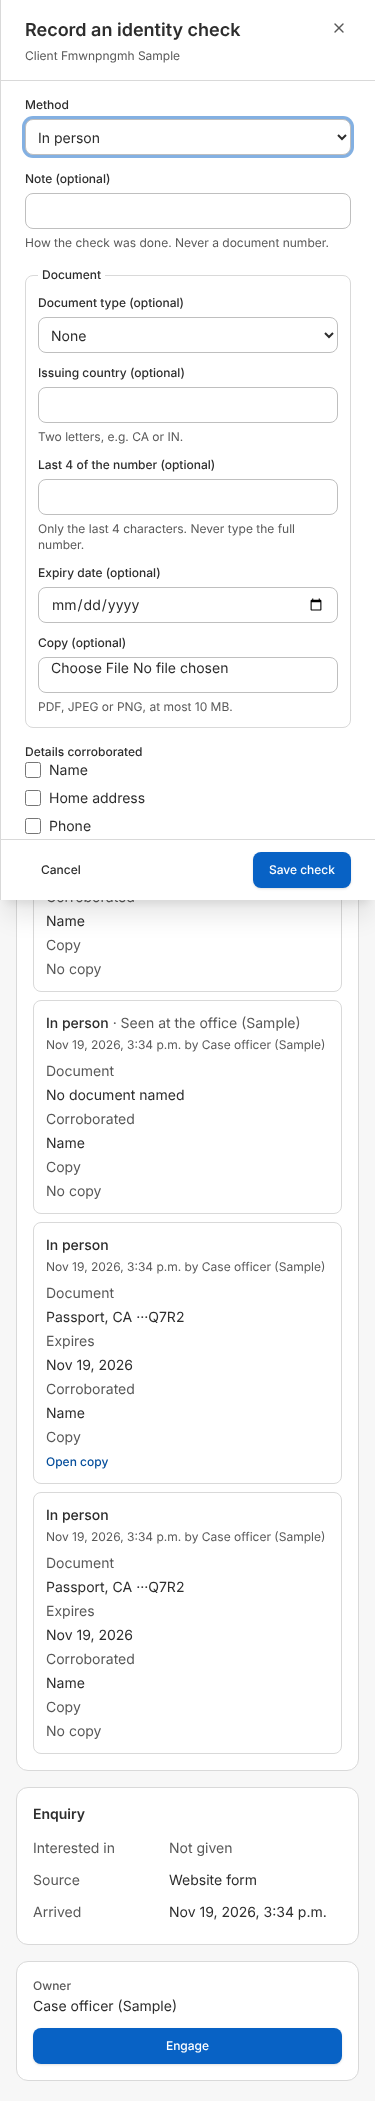 Record an identity check
Client Fmwnpngmh Sample
Method
In person
Note (optional)
How the check was done. Never a document number.
Document
Document type (optional)
None
Issuing country (optional)
Two letters, e.g. CA or IN.
Last 4 of the number (optional)
Only the last 4 characters. Never type the full
number.
Expiry date (optional)
mm/dd/yyyy
Copy (optional)
Choose File No file chosen
PDF, JPEG or PNG, at most 10 MB.
Details corroborated
Name
Home address
Phone
Cancel
Save check
Corroborated
Name
Copy
No copy
In person · Seen at the office (Sample)
Nov 19, 2026, 3:34 p.m. by Case officer (Sample)
Document
No document named
Corroborated
Name
Copy
No copy
In person
Nov 19, 2026, 3:34 p.m. by Case officer (Sample)
Document
Passport, CA ···Q7R2
Expires
Nov 19, 2026
Corroborated
Name
Copy
Open copy
In person
Nov 19, 2026, 3:34 p.m. by Case officer (Sample)
Document
Passport, CA ···Q7R2
Expires
Nov 19, 2026
Corroborated
Name
Copy
No copy
Enquiry
Interested in Not given
Source Website form
Arrived Nov 19, 2026, 3:34 p.m.
Owner
Case officer (Sample)
Engage